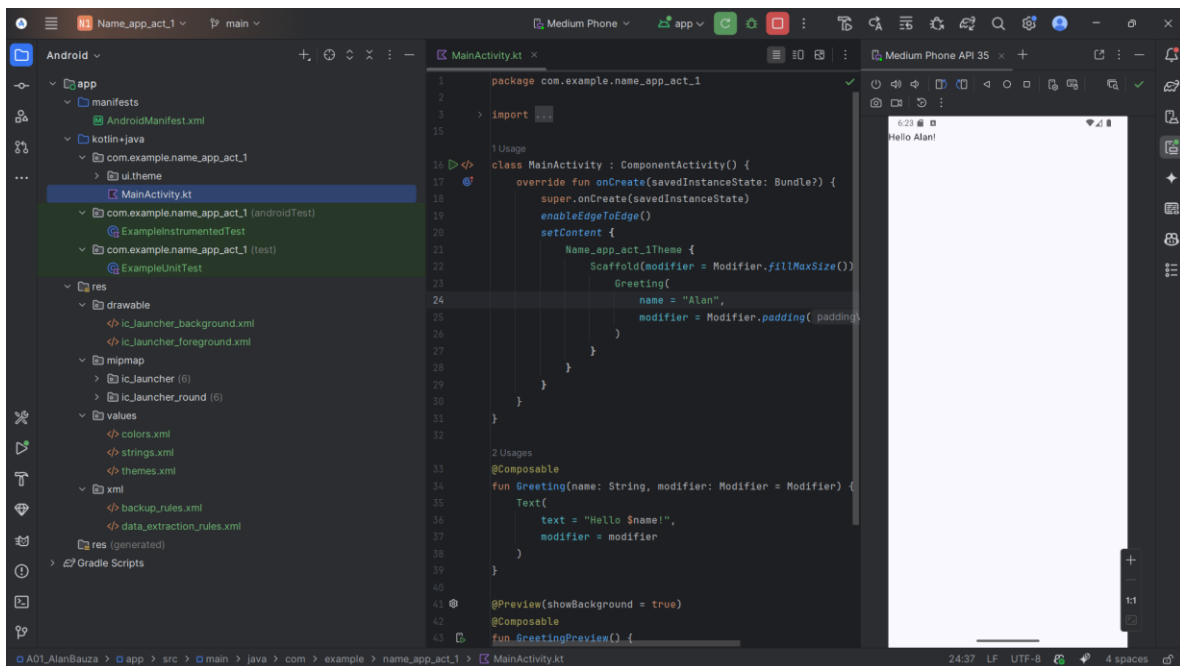 N1 Name_app_act_1 main Medium Phone app
Android
app
manifests
AndroidManifest.xml
kotlin+java
com.example.name_app_act_1
ui.theme
MainActivity.kt
com.example.name_app_act_1 (androidTest)
ExampleInstrumentedTest
com.example.name_app_act_1 (test)
ExampleUnitTest
res
drawable
ic_launcher_background.xml
ic_launcher_foreground.xml
mipmap
ic_launcher (6)
ic_launcher_round (6)
values
colors.xml
strings.xml
themes.xml
xml
backup_rules.xml
data_extraction_rules.xml
res (generated)
Gradle Scripts
MainActivity.kt
1 package com.example.name_app_act_1
2
3 import ...
15
1 Usage
16 class MainActivity : ComponentActivity() {
17 override fun onCreate(savedInstanceState: Bundle?) {
18 super.onCreate(savedInstanceState)
19 enableEdgeToEdge()
20 setContent {
21 Name_app_act_1Theme {
22 Scaffold(modifier = Modifier.fillMaxSize())
23 Greeting(
24 name = "Alan",
25 modifier = Modifier.padding( padding
26 )
27 }
28 }
29 }
30 }
31 }
32
2 Usages
33 @Composable
34 fun Greeting(name: String, modifier: Modifier = Modifier) {
35 Text(
36 text = "Hello $name!",
37 modifier = modifier
38 )
39 }
40
41 @Preview(showBackground = true)
42 @Composable
43 fun GreetingPreview() {
Medium Phone API 35
6:23
Hello Alan!
1:1
A01_AlanBauza > app > src > main > java > com > example > name_app_act_1 > MainActivity.kt
24:37 LF UTF-8 4 spaces